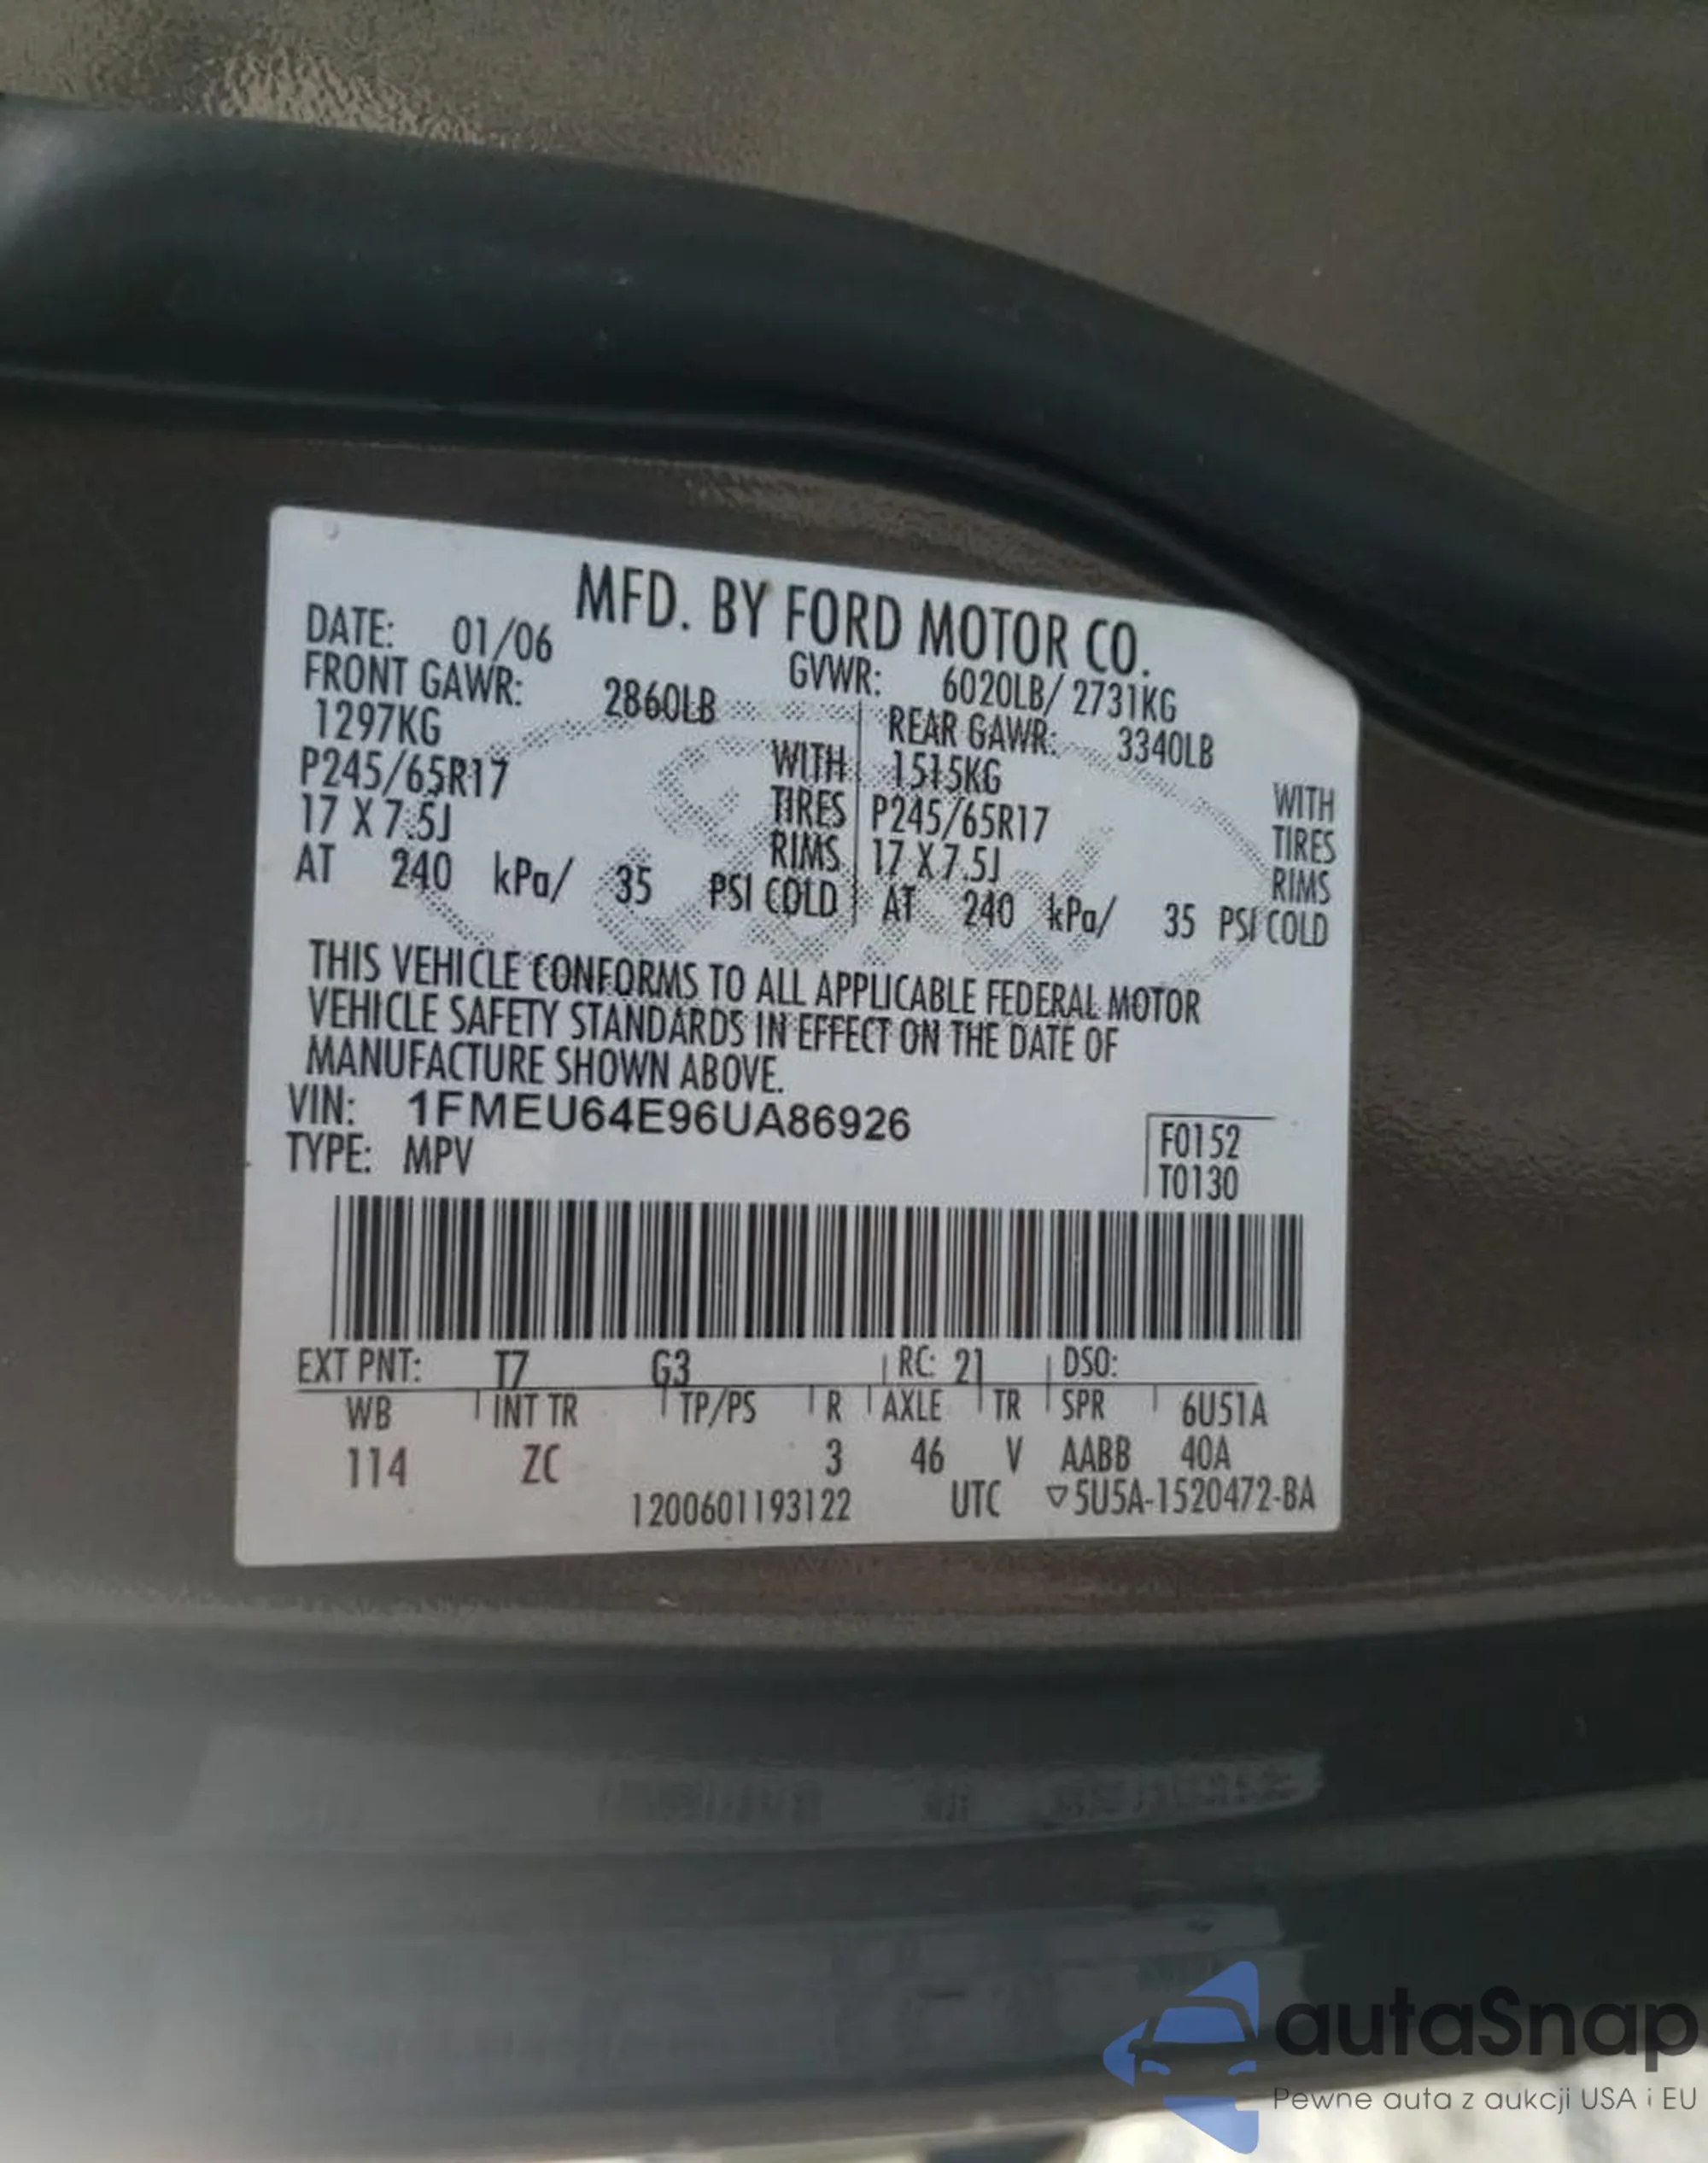 MFD. BY FORD MOTOR CO.
DATE: 01/06 GVWR: 6020LB/ 2731KG
FRONT GAWR: 2860LB REAR GAWR: 3340LB
1297KG WITH 1515KG WITH
P245/65R17 TIRES P245/65R17 TIRES
17 X 7.5J RIMS 17 X 7.5J RIMS
AT 240 kPa/ 35 PSI COLD AT 240 kPa/ 35 PSI COLD
THIS VEHICLE CONFORMS TO ALL APPLICABLE FEDERAL MOTOR
VEHICLE SAFETY STANDARDS IN EFFECT ON THE DATE OF
MANUFACTURE SHOWN ABOVE.
VIN: 1FMEU64E96UA86926
TYPE: MPV
F0152
T0130
EXT PNT: T7 G3 RC: 21 DSO:
WB INT TR TP/PS R AXLE TR SPR 6U51A
114 ZC 3 46 V AABB 40A
1200601193122 UTC ▽5U5A-1520472-BA
Ford
autaSnap
Pewne auta z aukcji USA i EU